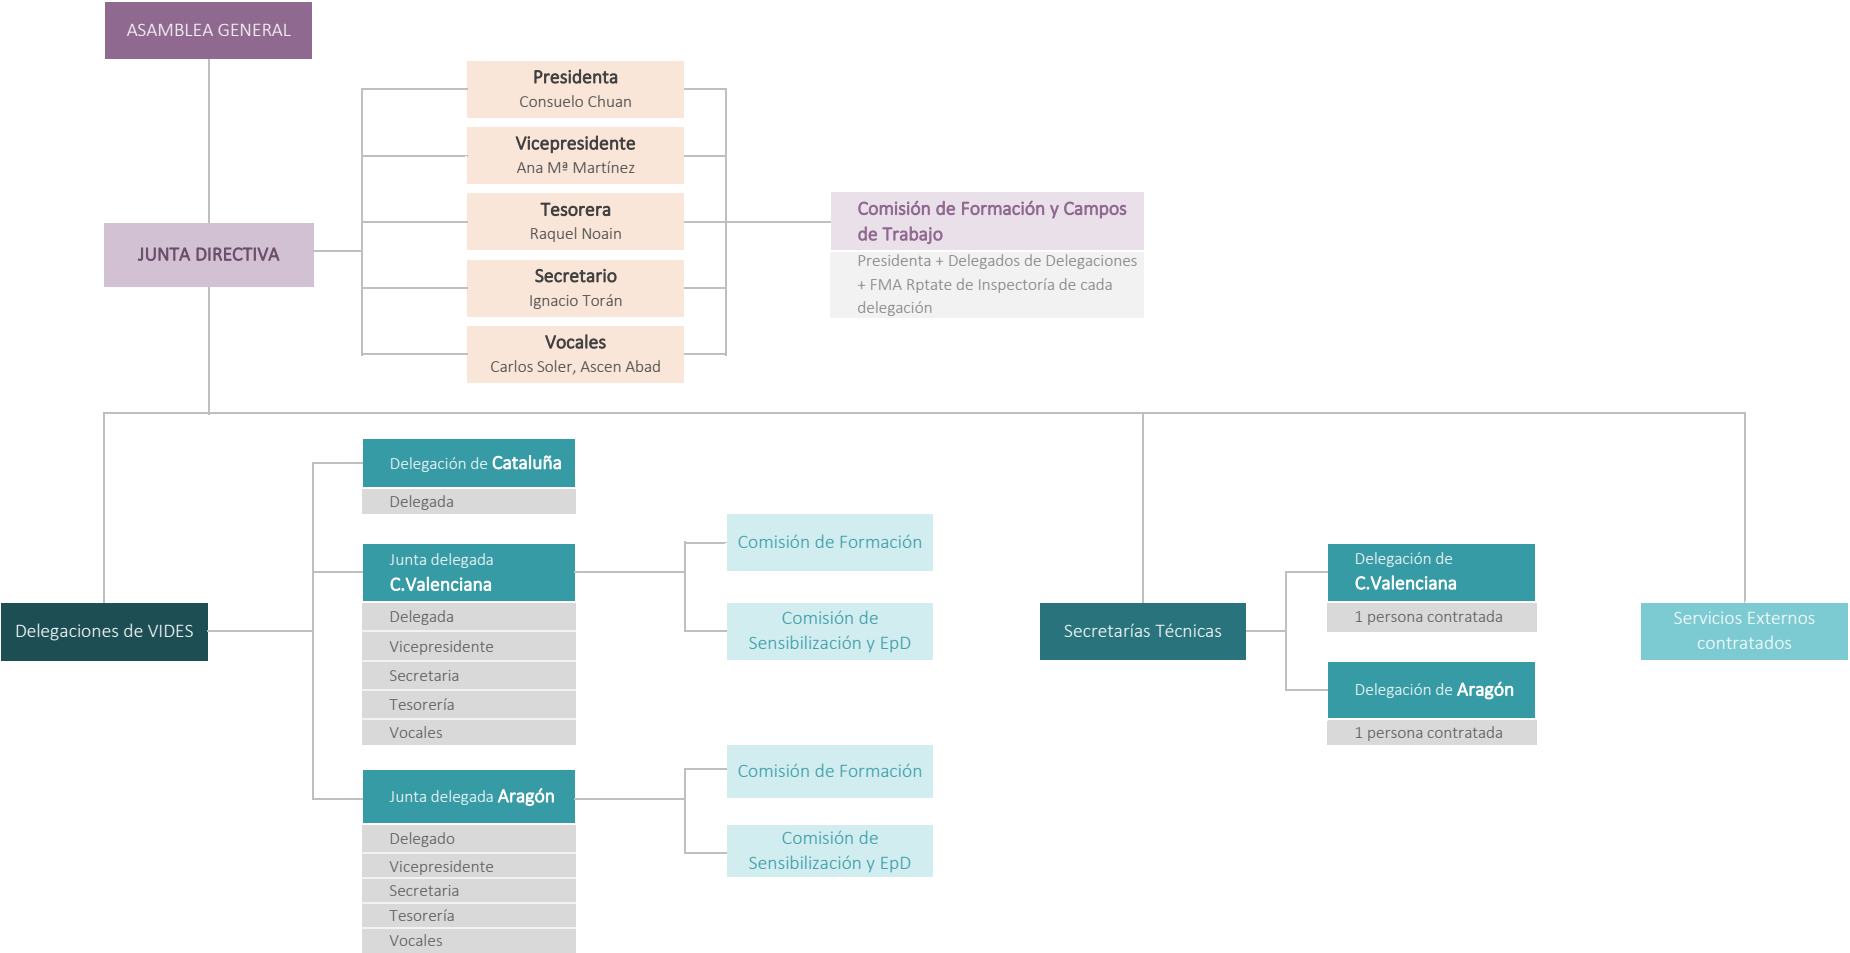 ASAMBLEA GENERAL
Presidenta
Consuelo Chuan
Vicepresidente
Ana Mª Martínez
Tesorera
Raquel Noain
Secretario
Ignacio Torán
Vocales
Carlos Soler, Ascen Abad
JUNTA DIRECTIVA
Comisión de Formación y Campos
de Trabajo
Presidenta + Delegados de Delegaciones
+ FMA Rptate de Inspectoría de cada
delegación
Delegaciones de VIDES
Delegación de Cataluña
Delegada
Junta delegada
C.Valenciana
Delegada
Vicepresidente
Secretaria
Tesorería
Vocales
Comisión de Formación
Comisión de
Sensibilización y EpD
Junta delegada Aragón
Delegado
Vicepresidente
Secretaria
Tesorería
Vocales
Comisión de Formación
Comisión de
Sensibilización y EpD
Secretarías Técnicas
Delegación de
C.Valenciana
1 persona contratada
Delegación de Aragón
1 persona contratada
Servicios Externos
contratados